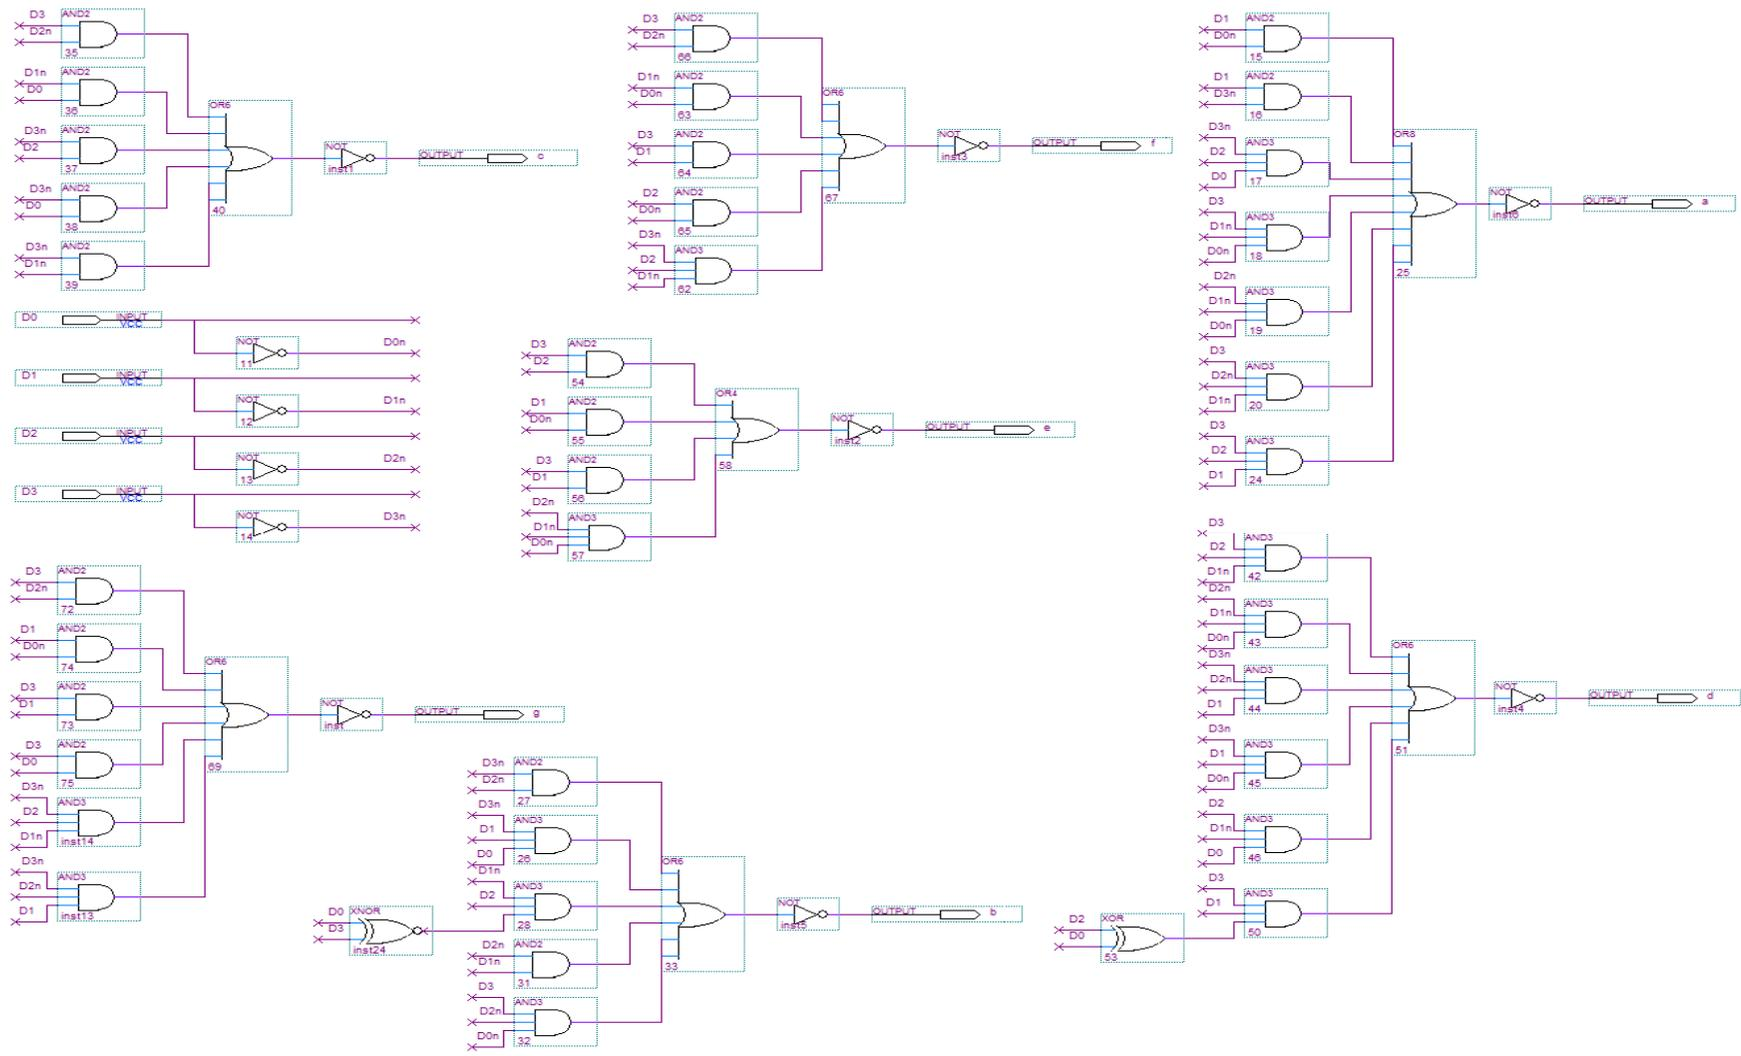 D3
AND2
D2n
35
D1n
AND2
D0
36
D3n
AND2
D2
37
D3n
AND2
D0
38
D3n
AND2
D1n
39
OR6
40
NOT
inst1
OUTPUT
c
D3
AND2
D2n
66
D1n
AND2
D0n
63
D3
AND2
D1
64
D2
AND2
D0n
65
D3n
AND3
D2
D1n
62
OR6
67
NOT
inst3
OUTPUT
f
D1
AND2
D0n
15
D1
AND2
D3n
16
D3n
AND3
D2
D0
17
D3
AND3
D1n
D0n
18
D2n
AND3
D1n
D0n
19
D3
AND3
D2n
D1n
20
D3
AND3
D2
D1
24
OR8
25
NOT
inst6
OUTPUT
a
D0
INPUT
VCC
NOT
D0n
11
D1
INPUT
VCC
NOT
D1n
12
D2
INPUT
VCC
NOT
D2n
13
D3
INPUT
VCC
NOT
D3n
14
D3
AND2
D2
54
D1
AND2
D0n
55
D3
AND2
D1
56
D2n
AND3
D1n
D0n
57
OR4
58
NOT
inst2
OUTPUT
e
D3
AND2
D2n
72
D1
AND2
D0n
74
D3
AND2
D1
73
D3
AND2
D0
75
D3n
AND3
D2
D1n
inst14
D3n
AND3
D2n
D1
inst13
OR6
69
NOT
inst
OUTPUT
g
D3
AND3
D2
D1n
42
D2n
AND3
D1n
D0n
43
D3n
AND3
D2n
D1
44
D3n
AND3
D1
D0n
45
D2
AND3
D1n
D0
46
D3
AND3
D1
50
D2
XOR
D0
53
OR6
51
NOT
inst4
OUTPUT
d
D3n
AND2
D2n
27
D3n
AND3
D1
D0
26
D1n
AND3
D2
28
D0
XNOR
D3
inst24
D2n
AND2
D1n
31
D3
AND3
D2n
D0n
32
OR6
33
NOT
inst5
OUTPUT
b